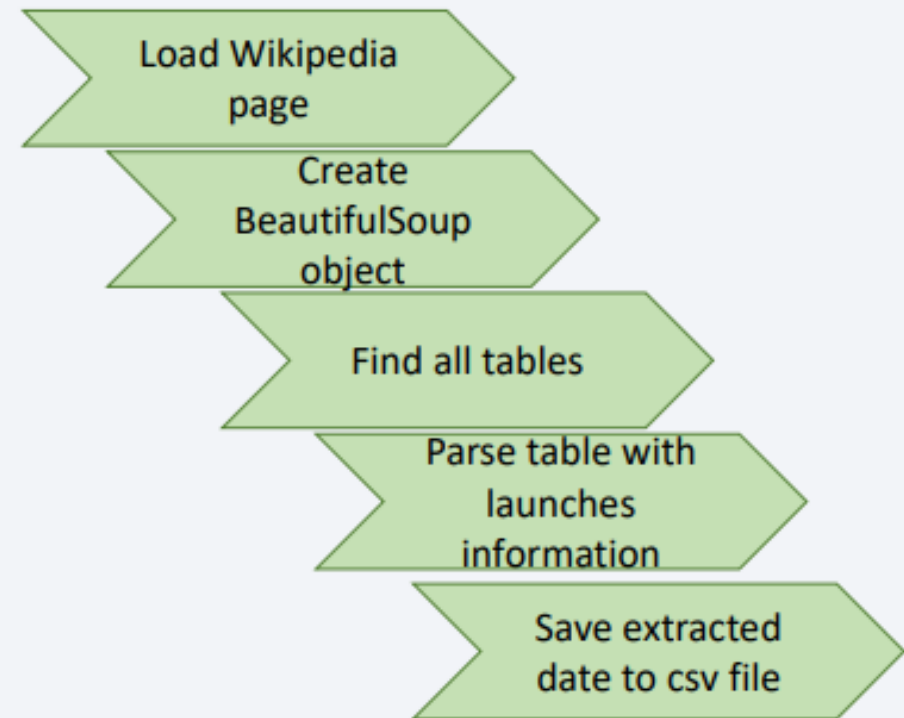 Load Wikipedia
page
Create
BeautifulSoup
object
Find all tables
Parse table with
launches
information
Save extracted
date to csv file